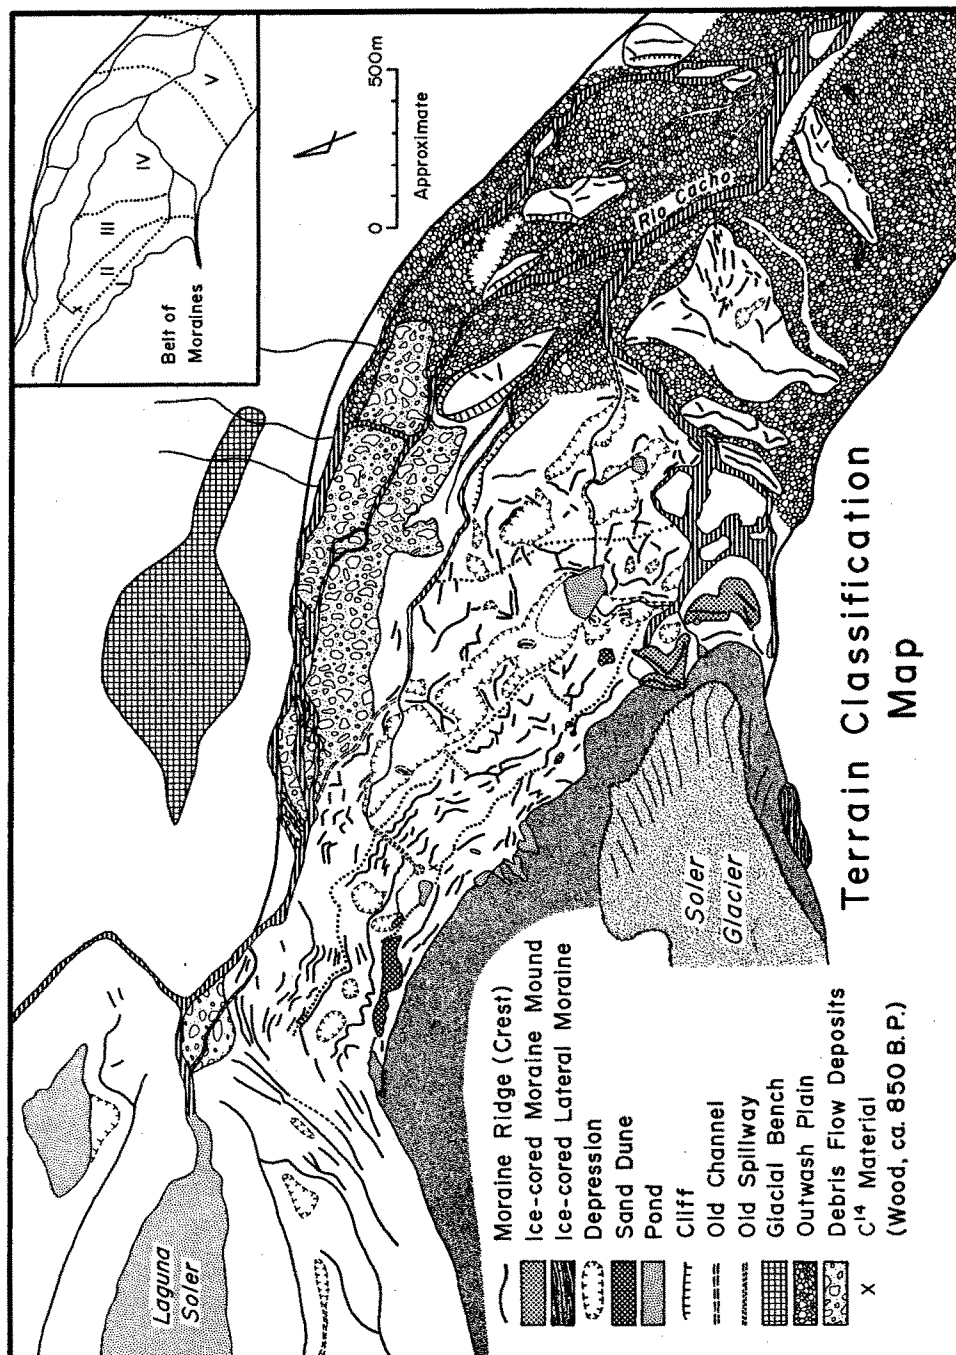 Terrain Classification
Map
Belt of
Moraines
I
II
III
IV
V
x
0
500m
Approximate
Laguna
Soler
Soler
Glacier
Rio Cacho
Moraine Ridge (Crest)
Ice-cored Moraine Mound
Ice-cored Lateral Moraine
Depression
Sand Dune
Pond
Cliff
Old Channel
Old Spillway
Glacial Bench
Outwash Plain
Debris Flow Deposits
x C14 Material
(Wood, ca. 850 B.P.)